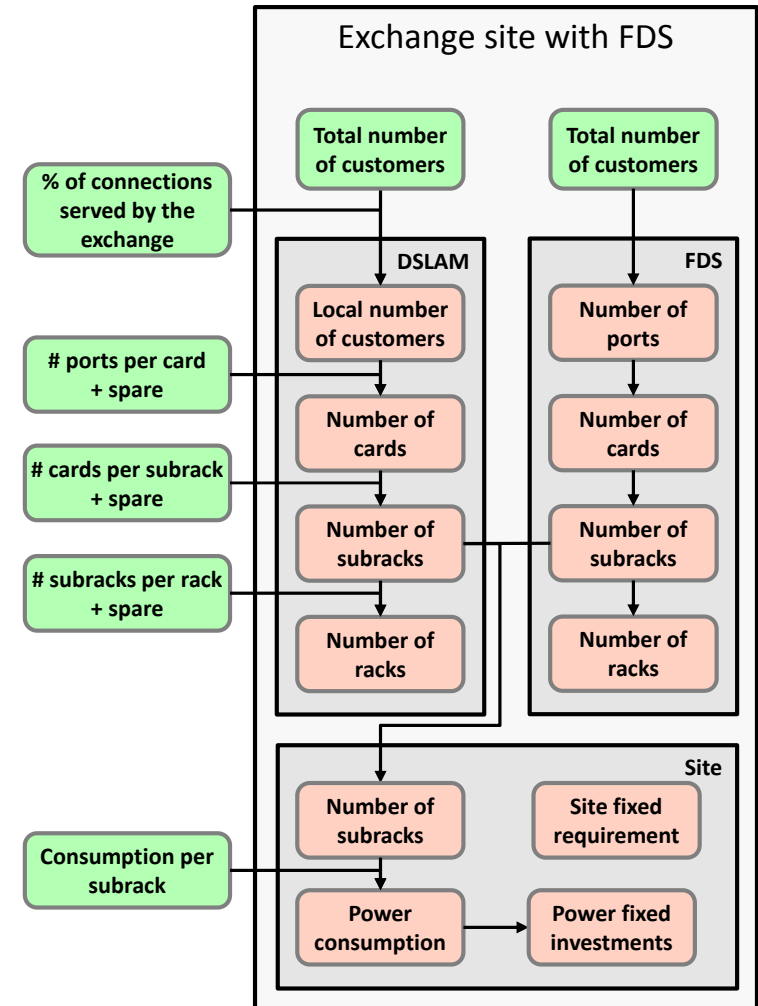 Exchange site with FDS
Total number
of customers
Total number
of customers
% of connections
served by the
exchange
DSLAM
FDS
Local number
of customers
Number of
ports
# ports per card
+ spare
Number of
cards
Number of
cards
# cards per subrack
+ spare
Number of
subracks
Number of
subracks
# subracks per rack
+ spare
Number of
racks
Number of
racks
Site
Number of
subracks
Site fixed
requirement
Consumption per
subrack
Power
consumption
Power fixed
investments